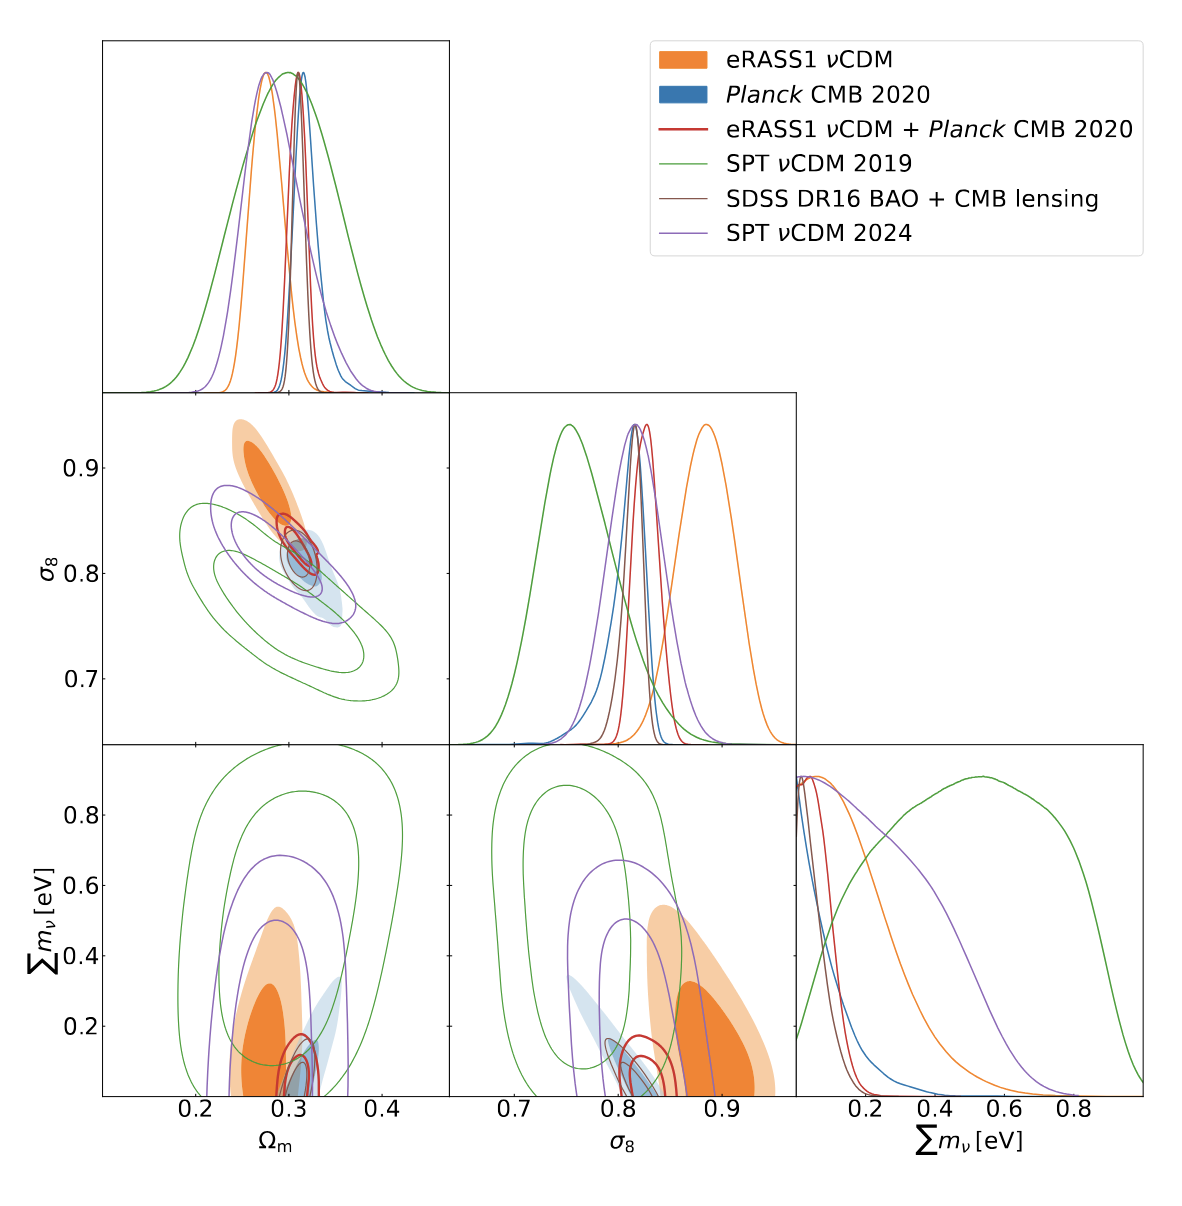 eRASS1 νCDM
Planck CMB 2020
eRASS1 νCDM + Planck CMB 2020
SPT νCDM 2019
SDSS DR16 BAO + CMB lensing
SPT νCDM 2024
0.9
0.8
0.7
σ₈
0.8
0.6
0.4
0.2
∑mᵥ [eV]
0.2 0.3 0.4
0.7 0.8 0.9
0.2 0.4 0.6 0.8
Ωₘ
σ₈
∑mᵥ [eV]